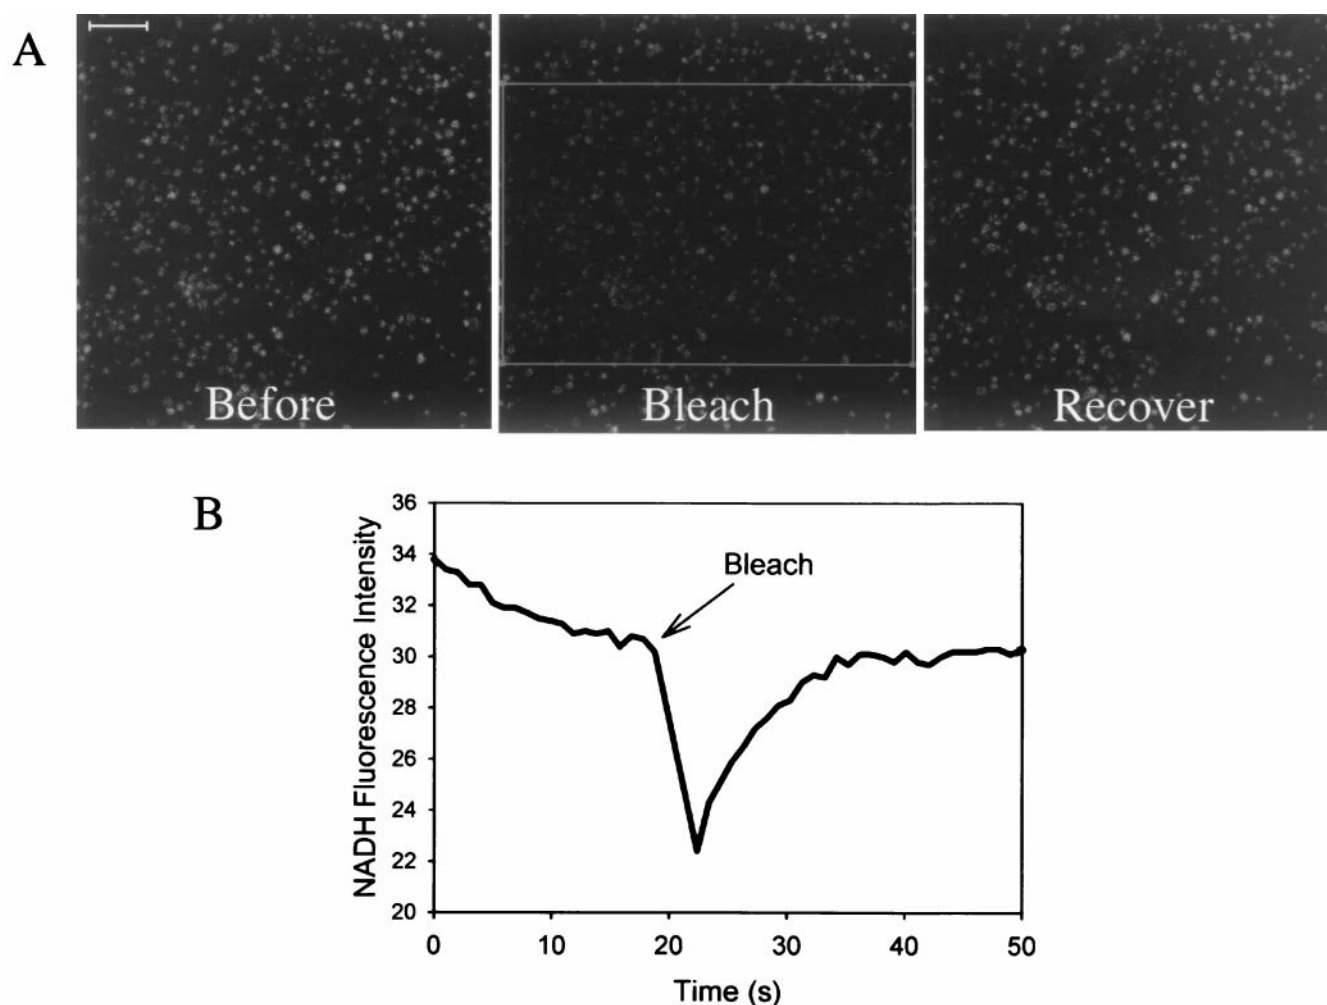 A
Before
Bleach
Recover
B
NADH Fluorescence Intensity
36
34
32
30
28
26
24
22
20
Bleach
0 10 20 30 40 50
Time (s)